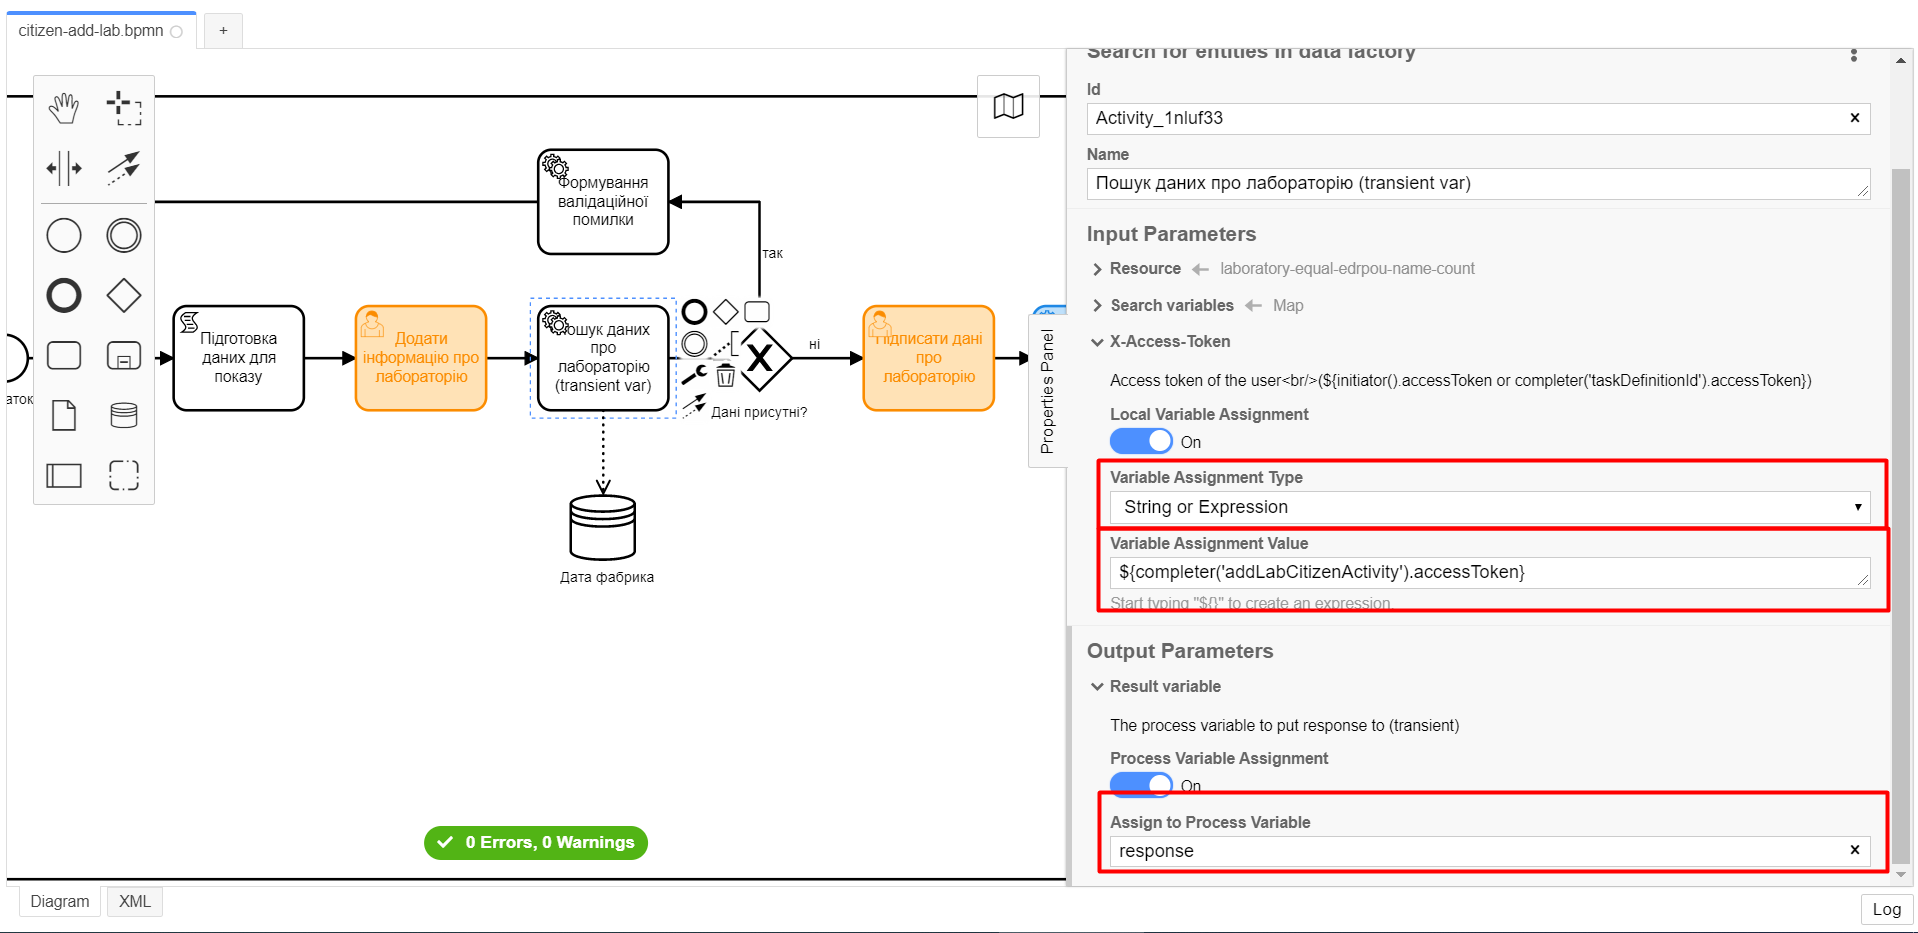 citizen-add-lab.bpmn
+
Формування
валідаційної
помилки
так
Підготовка
даних для
показу
Додати
інформацію про
лабораторію
ошук даних
про
лабораторію
(transient var)
ні
Дані присутні?
ідписати дані
про
лабораторію
аток
Дата фабрика
0 Errors, 0 Warnings
Diagram
XML
Properties Panel
Search for entities in data factory
Id
Activity_1nluf33
Name
Пошук даних про лабораторію (transient var)
Input Parameters
Resource laboratory-equal-edrpou-name-count
Search variables Map
X-Access-Token
Access token of the user<br/>(${initiator().accessToken or completer('taskDefinitionId').accessToken})
Local Variable Assignment
On
Variable Assignment Type
String or Expression
Variable Assignment Value
${completer('addLabCitizenActivity').accessToken}
Start typing "${}" to create an expression.
Output Parameters
Result variable
The process variable to put response to (transient)
Process Variable Assignment
On
Assign to Process Variable
response
Log